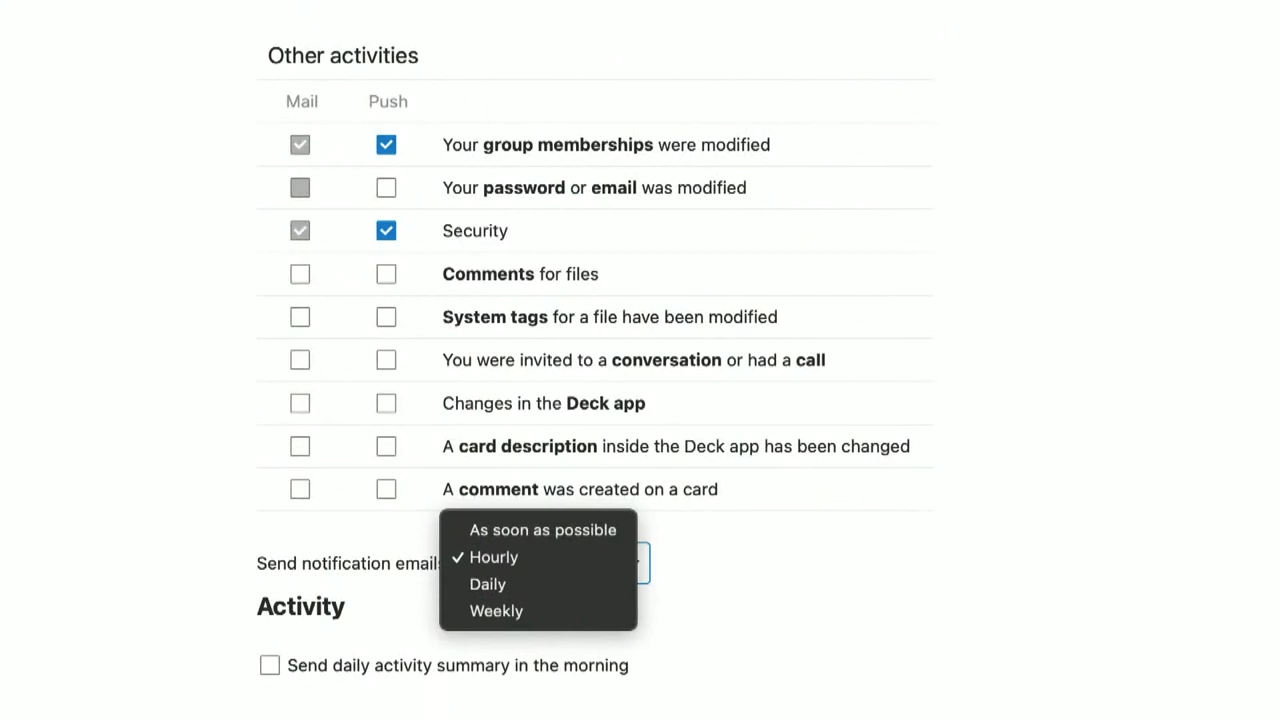 Other activities
Mail Push
Your group memberships were modified
Your password or email was modified
Security
Comments for files
System tags for a file have been modified
You were invited to a conversation or had a call
Changes in the Deck app
A card description inside the Deck app has been changed
A comment was created on a card
As soon as possible
Send notification email
Hourly
Daily
Weekly
Activity
Send daily activity summary in the morning